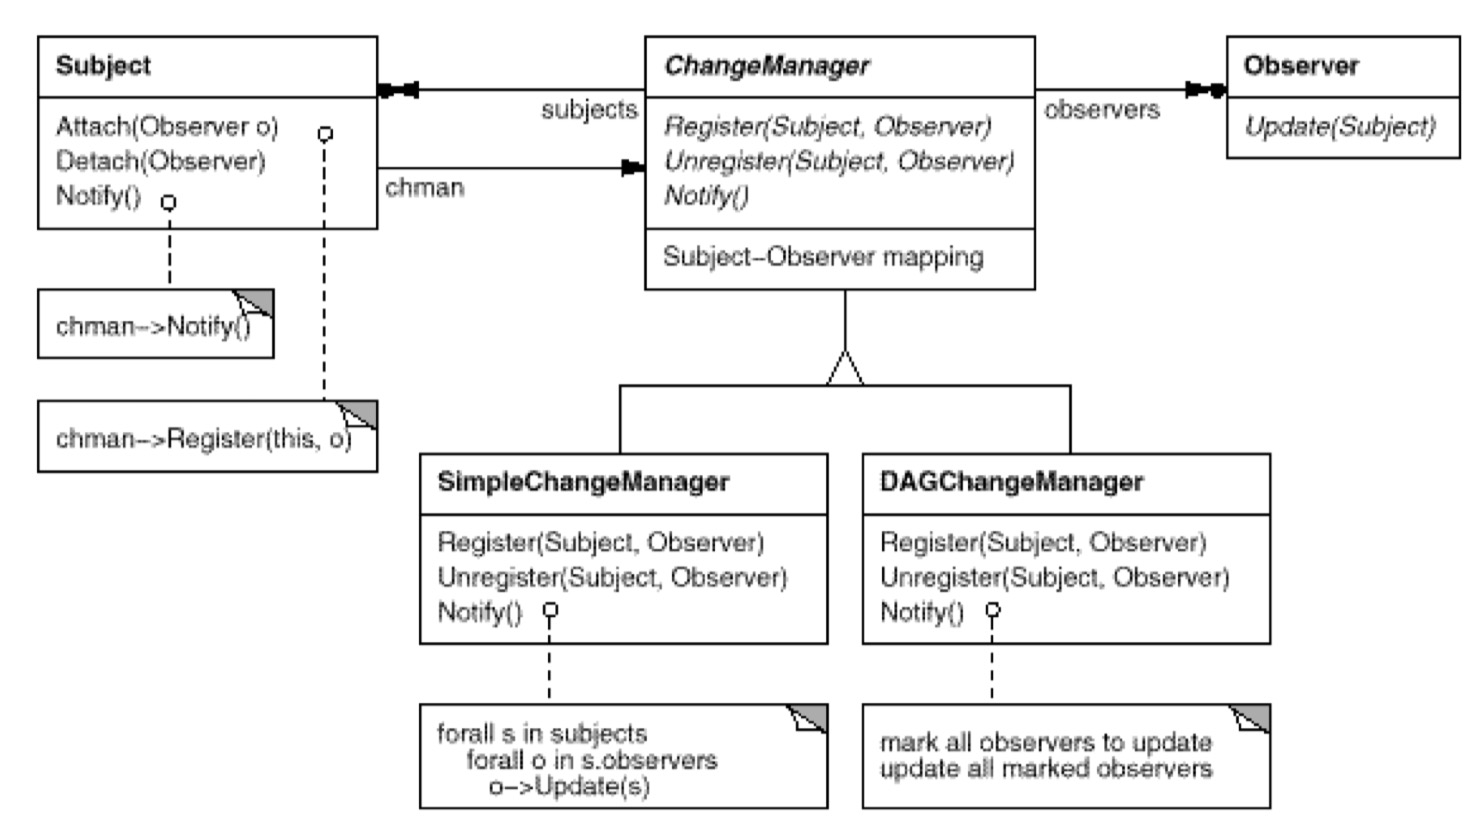 Subject
Attach(Observer o)
Detach(Observer)
Notify()
chman->Notify()
chman->Register(this, o)
subjects
chman
ChangeManager
Register(Subject, Observer)
Unregister(Subject, Observer)
Notify()
Subject-Observer mapping
observers
Observer
Update(Subject)
SimpleChangeManager
Register(Subject, Observer)
Unregister(Subject, Observer)
Notify()
forall s in subjects
forall o in s.observers
o->Update(s)
DAGChangeManager
Register(Subject, Observer)
Unregister(Subject, Observer)
Notify()
mark all observers to update
update all marked observers